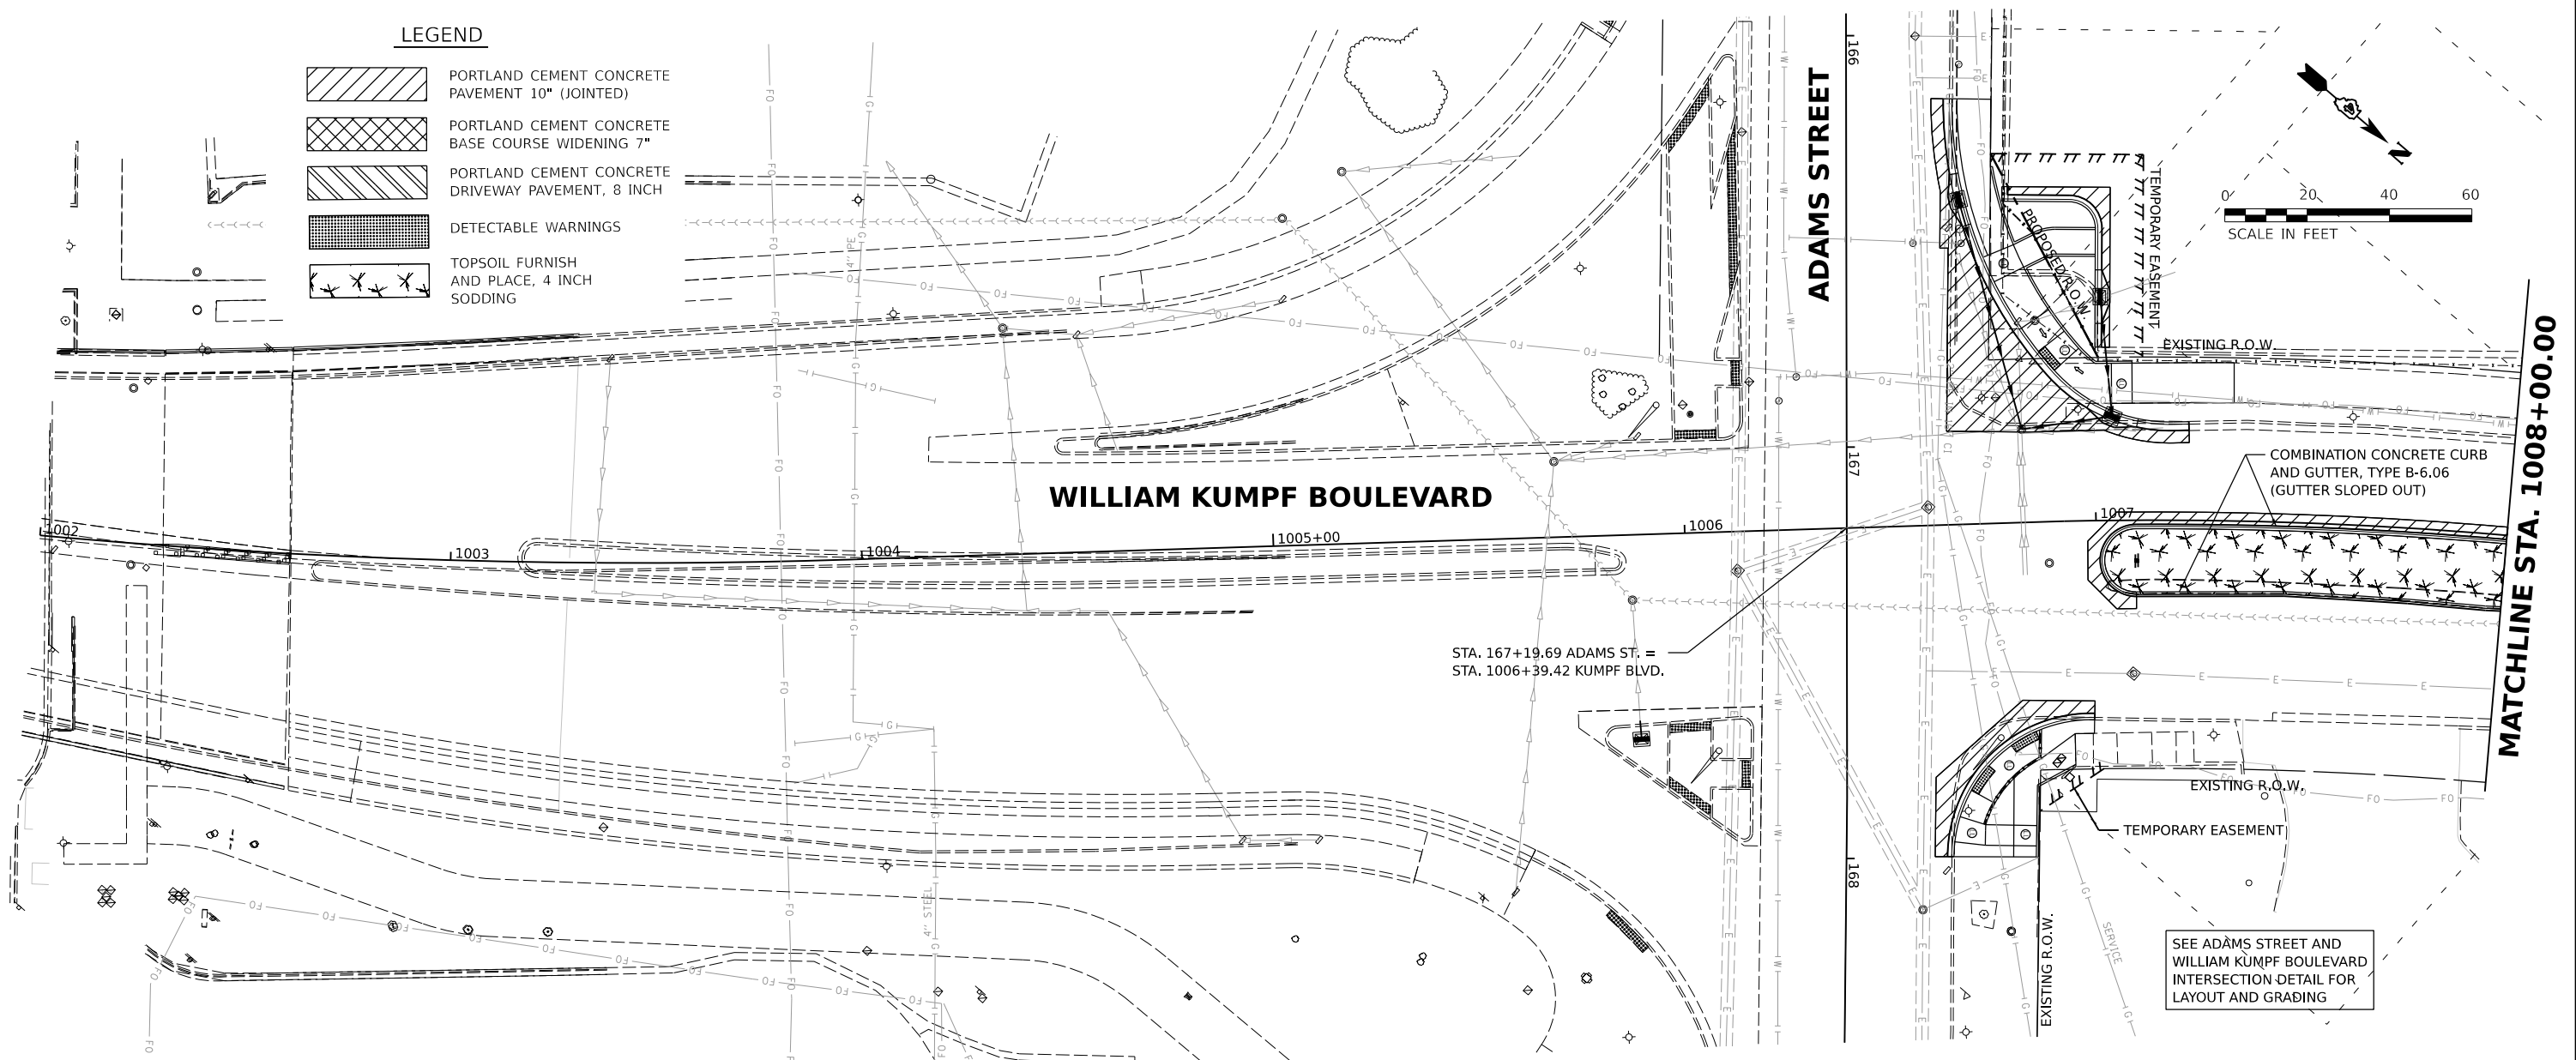 LEGEND
PORTLAND CEMENT CONCRETE
PAVEMENT 10" (JOINTED)
PORTLAND CEMENT CONCRETE
BASE COURSE WIDENING 7"
PORTLAND CEMENT CONCRETE
DRIVEWAY PAVEMENT, 8 INCH
DETECTABLE WARNINGS
TOPSOIL FURNISH
AND PLACE, 4 INCH
SODDING
ADAMS STREET
166
167
168
N
0 20 40 60
SCALE IN FEET
TEMPORARY EASEMENT
PROPOSED R.O.W.
EXISTING R.O.W.
COMBINATION CONCRETE CURB
AND GUTTER, TYPE B-6.06
(GUTTER SLOPED OUT)
MATCHLINE STA. 1008+00.00
WILLIAM KUMPF BOULEVARD
1002
1003
1004
1005+00
1006
1007
STA. 167+19.69 ADAMS ST. =
STA. 1006+39.42 KUMPF BLVD.
EXISTING R.O.W.
TEMPORARY EASEMENT
EXISTING R.O.W.
SERVICE
4" PE
4" STEEL
SEE ADAMS STREET AND
WILLIAM KUMPF BOULEVARD
INTERSECTION DETAIL FOR
LAYOUT AND GRADING